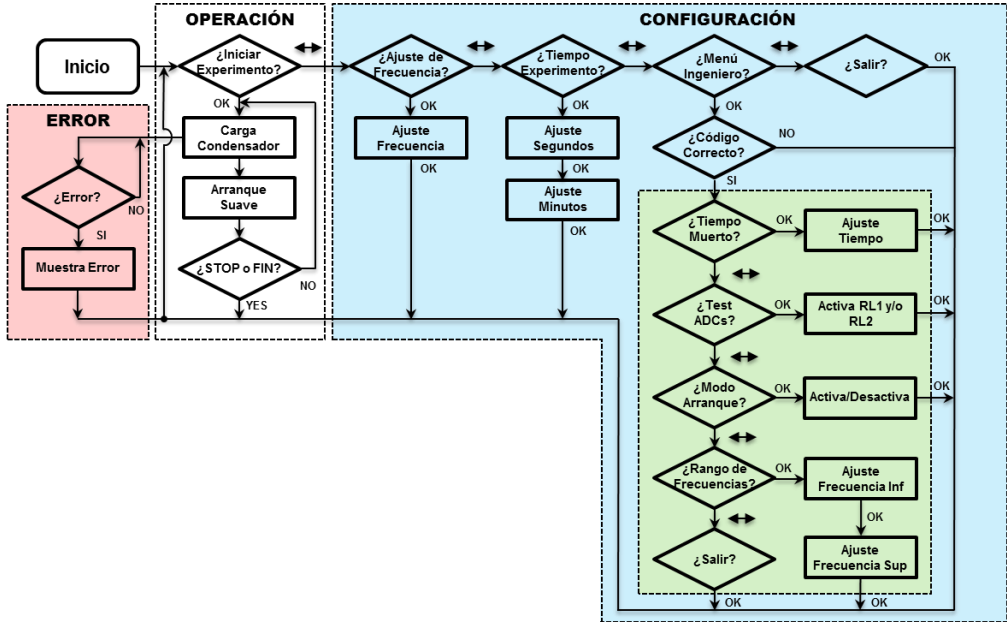 OPERACIÓN
CONFIGURACIÓN
Inicio
¿Iniciar
Experimento?
¿Ajuste de
Frecuencia?
¿Tiempo
Experimento?
¿Menú
Ingeniero?
¿Salir?
OK
OK
OK
OK
OK
ERROR
Carga
Condensador
Ajuste
Frecuencia
Ajuste
Segundos
¿Código
Correcto?
NO
OK
OK
¿Error?
NO
SI
Arranque
Suave
Ajuste
Minutos
OK
SI
Muestra Error
¿STOP o FIN?
NO
YES
¿Tiempo
Muerto?
OK
Ajuste
Tiempo
OK
¿Test
ADCs?
OK
Activa RL1 y/o
RL2
OK
¿Modo
Arranque?
OK
Activa/Desactiva
OK
¿Rango de
Frecuencias?
OK
Ajuste
Frecuencia Inf
OK
¿Salir?
Ajuste
Frecuencia Sup
OK
OK